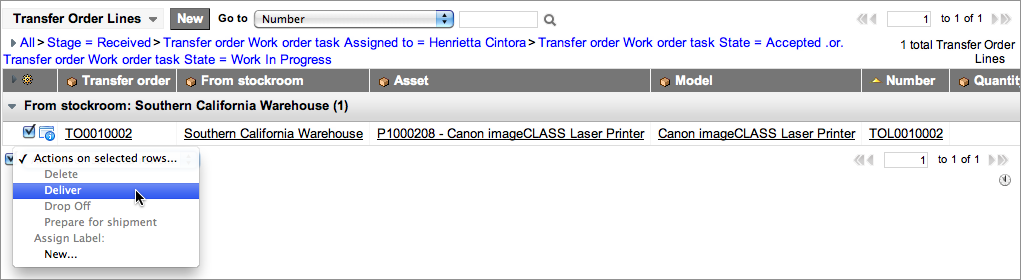 Transfer Order Lines New Go to Number 1 to 1 of 1
All > Stage = Received > Transfer order Work order task Assigned to = Henrietta Cintora > Transfer order Work order task State = Accepted .or. 1 total Transfer Order
Transfer order Work order task State = Work In Progress Lines
Transfer order From stockroom Asset Model Number Quantity
From stockroom: Southern California Warehouse (1)
TO0010002 Southern California Warehouse P1000208 - Canon imageCLASS Laser Printer Canon imageCLASS Laser Printer TOL0010002
Actions on selected rows... 1 to 1 of 1
Delete
Deliver
Drop Off
Prepare for shipment
Assign Label:
New...